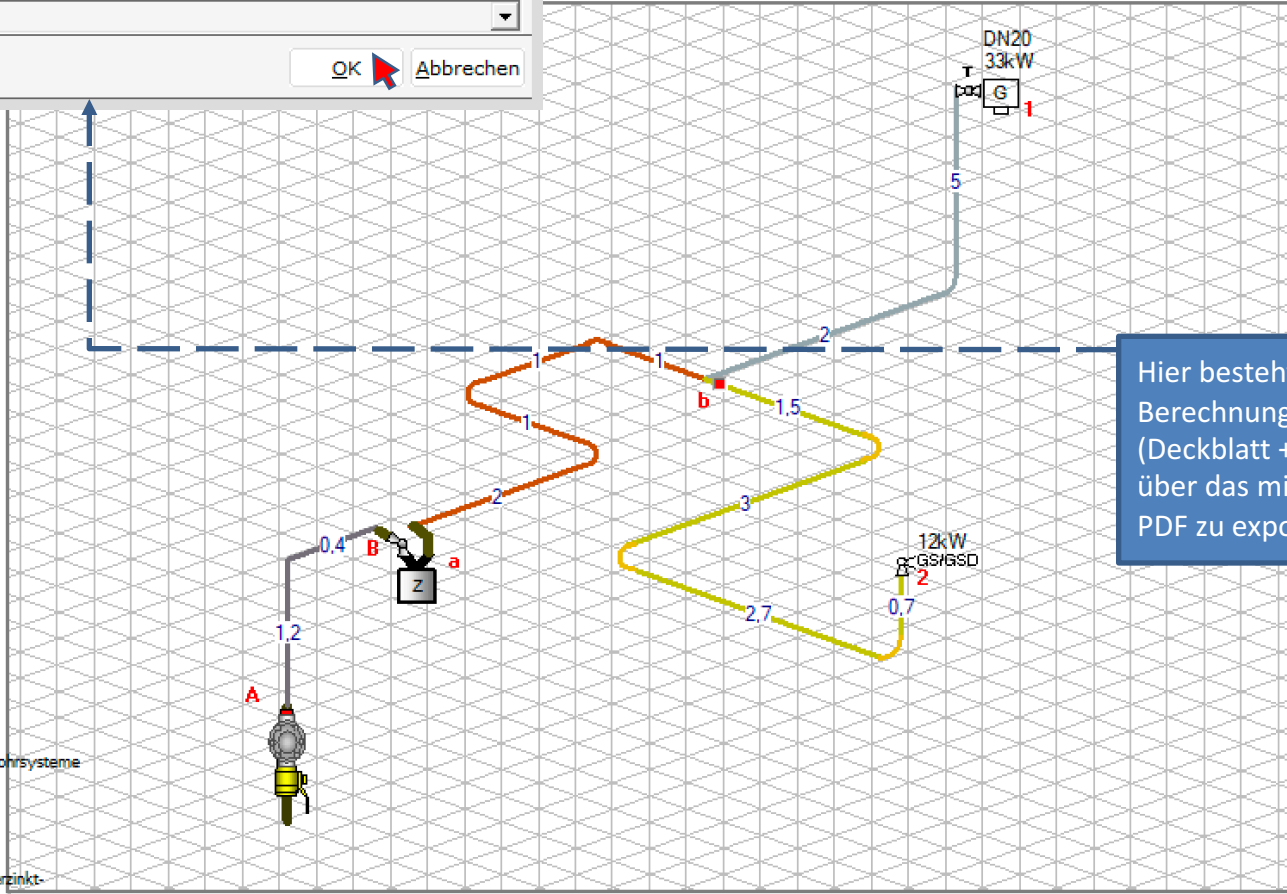 OK
Abbrechen
DN20
33kW
T
G
1
5
2
1
1
b
1,5
1
2
3
0,4
B
a
Z
12kW
GS/GSD
2
0,7
2,7
1,2
A
Hier besteh
Berechnung
(Deckblatt +
über das mi
PDF zu expo
ohrsysteme
erzinkt-